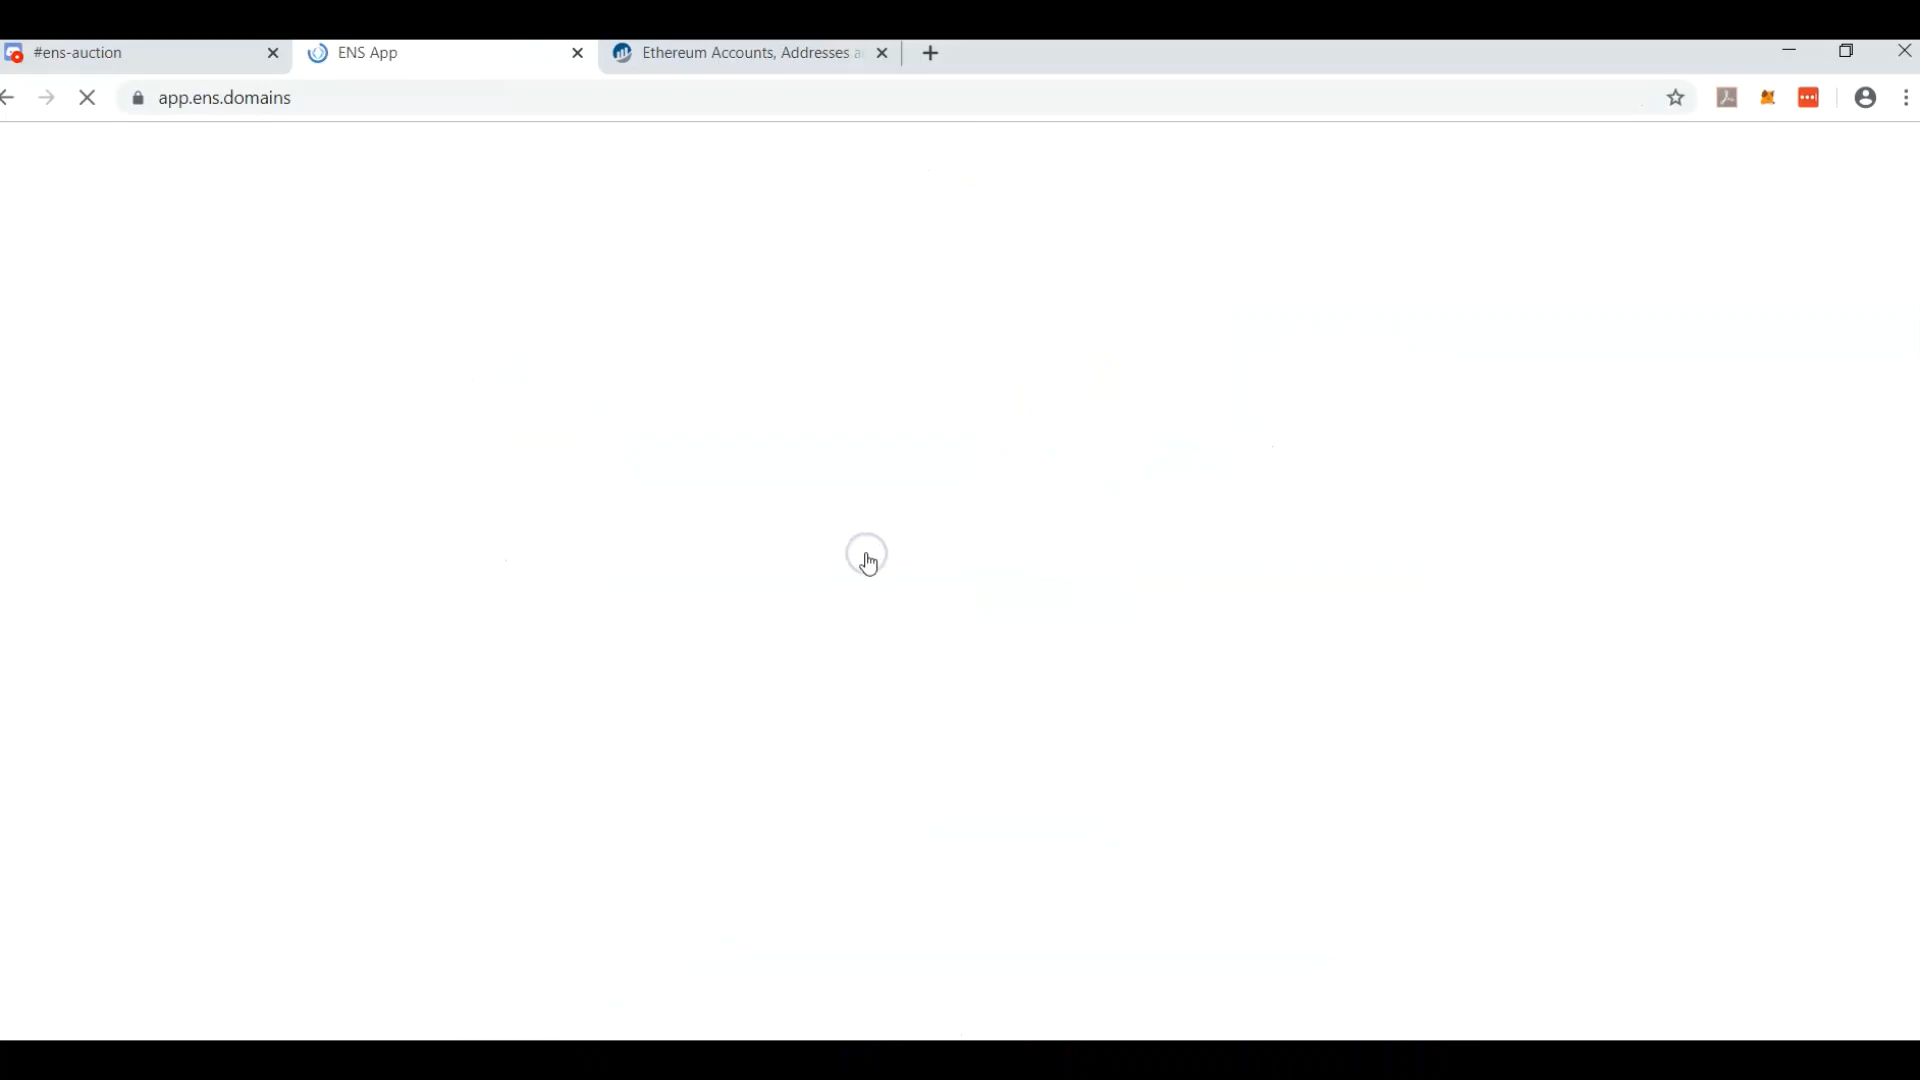 #ens-auction
ENS App
Ethereum Accounts, Addresses a
app.ens.domains